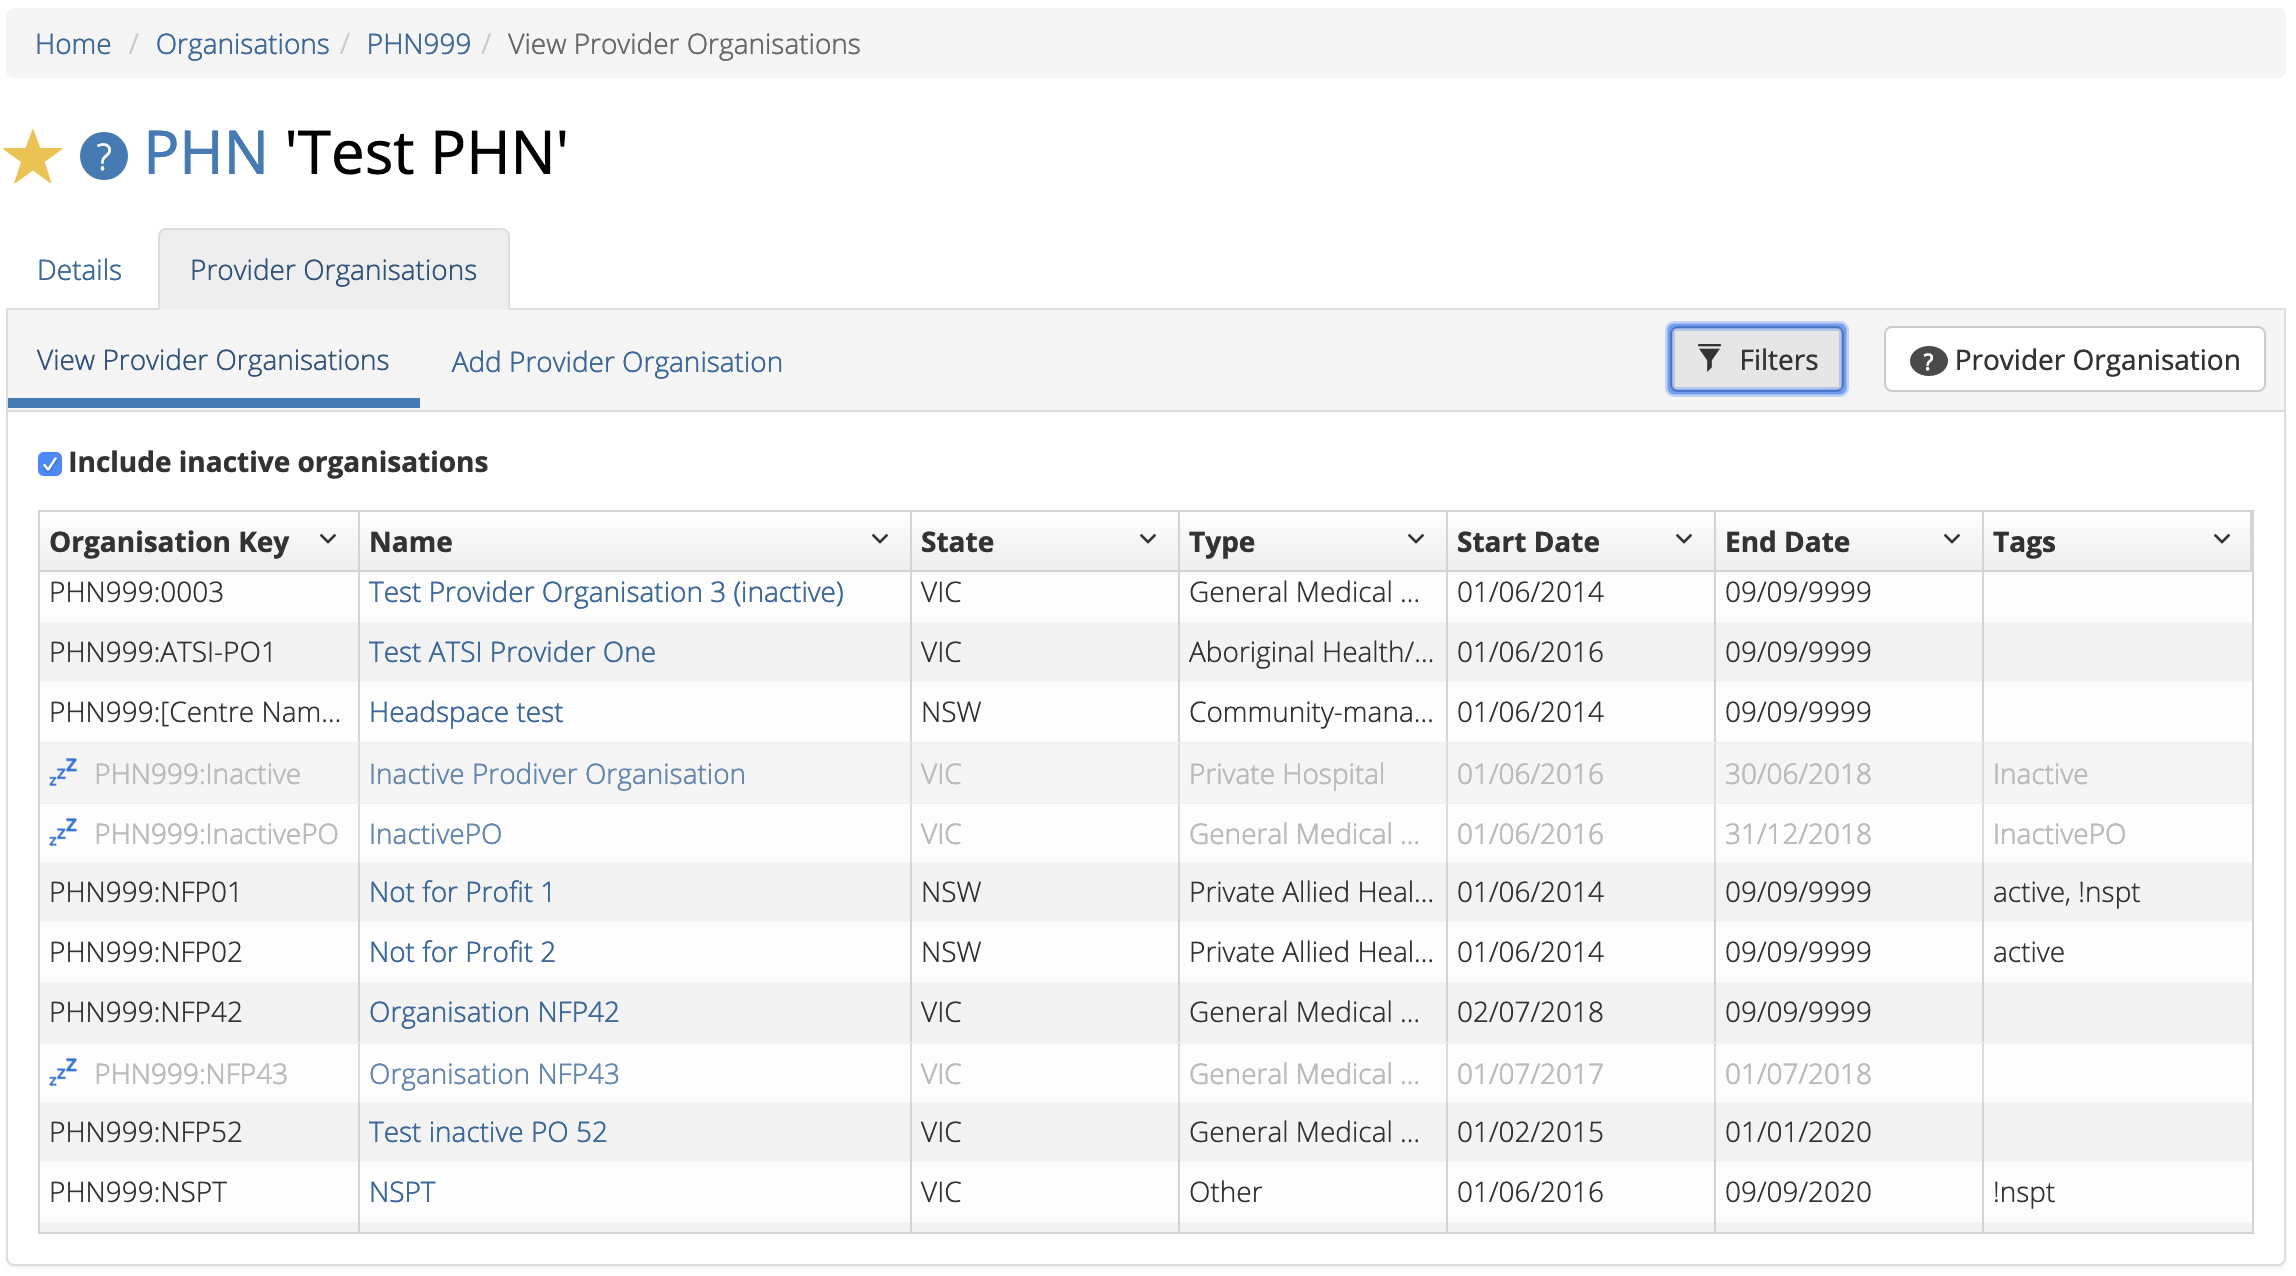 Home / Organisations / PHN999 / View Provider Organisations
? PHN 'Test PHN'
Details Provider Organisations
View Provider Organisations Add Provider Organisation Filters ? Provider Organisation
Include inactive organisations
Organisation Key Name State Type Start Date End Date Tags
PHN999:0003 Test Provider Organisation 3 (inactive) VIC General Medical ... 01/06/2014 09/09/9999
PHN999:ATSI-PO1 Test ATSI Provider One VIC Aboriginal Health/... 01/06/2016 09/09/9999
PHN999:[Centre Nam... Headspace test NSW Community-mana... 01/06/2014 09/09/9999
zzZ PHN999:Inactive Inactive Prodiver Organisation VIC Private Hospital 01/06/2016 30/06/2018 Inactive
zzZ PHN999:InactivePO InactivePO VIC General Medical ... 01/06/2016 31/12/2018 InactivePO
PHN999:NFP01 Not for Profit 1 NSW Private Allied Heal... 01/06/2014 09/09/9999 active, !nspt
PHN999:NFP02 Not for Profit 2 NSW Private Allied Heal... 01/06/2014 09/09/9999 active
PHN999:NFP42 Organisation NFP42 VIC General Medical ... 02/07/2018 09/09/9999
zzZ PHN999:NFP43 Organisation NFP43 VIC General Medical ... 01/07/2017 01/07/2018
PHN999:NFP52 Test inactive PO 52 VIC General Medical ... 01/02/2015 01/01/2020
PHN999:NSPT NSPT VIC Other 01/06/2016 09/09/2020 !nspt